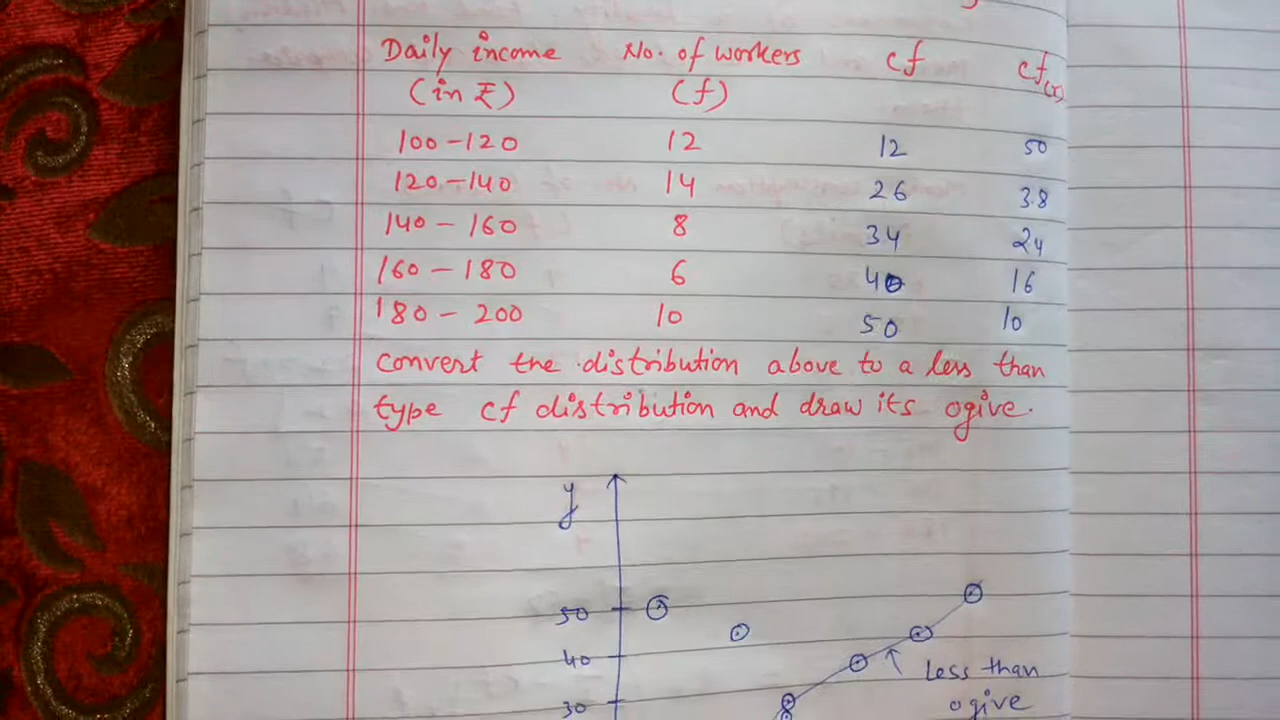 Daily income No. of workers cf cf(x)
(in ₹) (f)
100-120 12 12 50
120-140 14 26 38
140-160 8 34 24
160-180 6 40 16
180-200 10 50 10
convert the distribution above to a less than
type cf distribution and draw its ogive.
y
50
40
less than
30 ogive